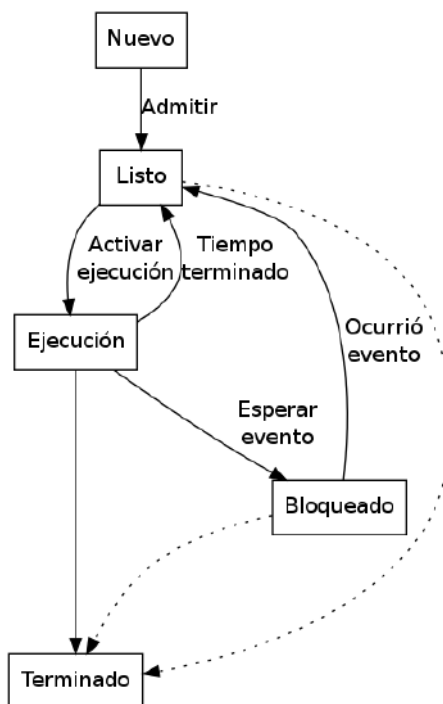 Nuevo
Admitir
Listo
Activar
ejecución
Tiempo
terminado
Ejecución
Ocurrió
evento
Esperar
evento
Bloqueado
Terminado